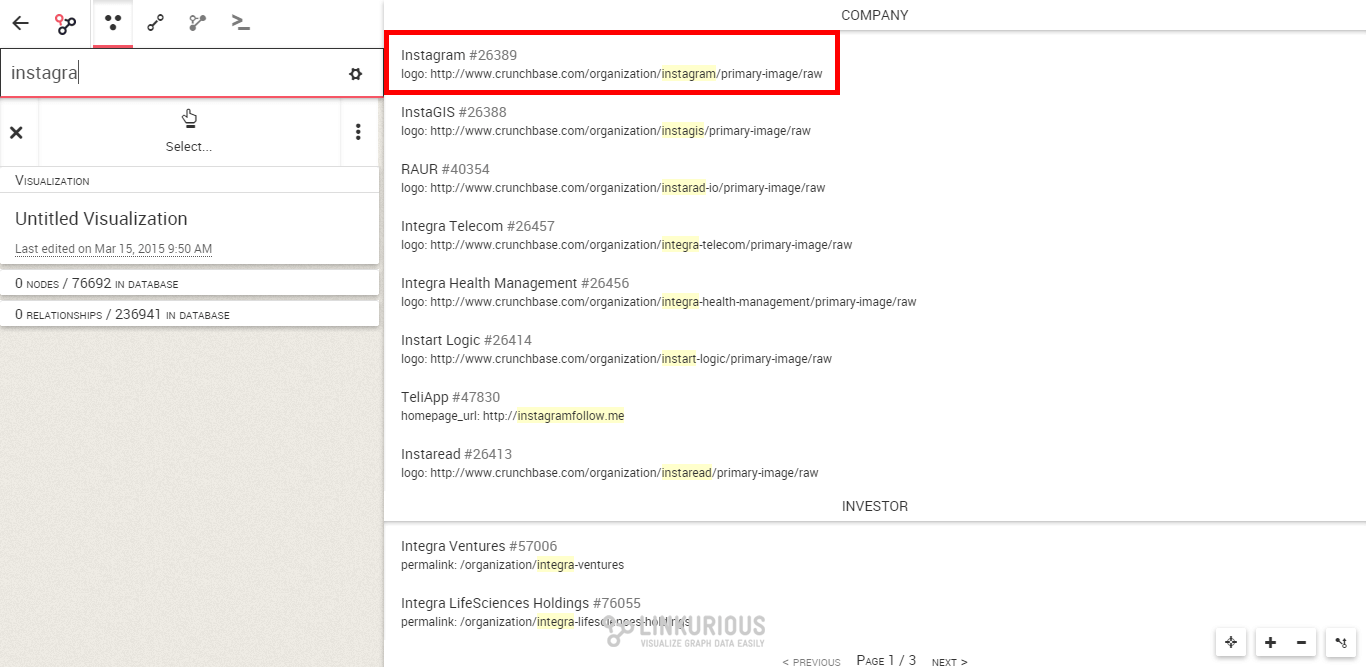 instagra
Select...
Visualization
Untitled Visualization
Last edited on Mar 15, 2015 9:50 AM
0 nodes / 76692 in database
0 relationships / 236941 in database
COMPANY
Instagram #26389
logo: http://www.crunchbase.com/organization/instagram/primary-image/raw
InstaGIS #26388
logo: http://www.crunchbase.com/organization/instagis/primary-image/raw
RAUR #40354
logo: http://www.crunchbase.com/organization/instarad-io/primary-image/raw
Integra Telecom #26457
logo: http://www.crunchbase.com/organization/integra-telecom/primary-image/raw
Integra Health Management #26456
logo: http://www.crunchbase.com/organization/integra-health-management/primary-image/raw
Instart Logic #26414
logo: http://www.crunchbase.com/organization/instart-logic/primary-image/raw
TeliApp #47830
homepage_url: http://instagramfollow.me
Instaread #26413
logo: http://www.crunchbase.com/organization/instaread/primary-image/raw
INVESTOR
Integra Ventures #57006
permalink: /organization/integra-ventures
Integra LifeSciences Holdings #76055
permalink: /organization/integra-lifesciences-holdings
LINKURIOUS
VISUALIZE GRAPH DATA EASILY
< previous Page 1 / 3 next >